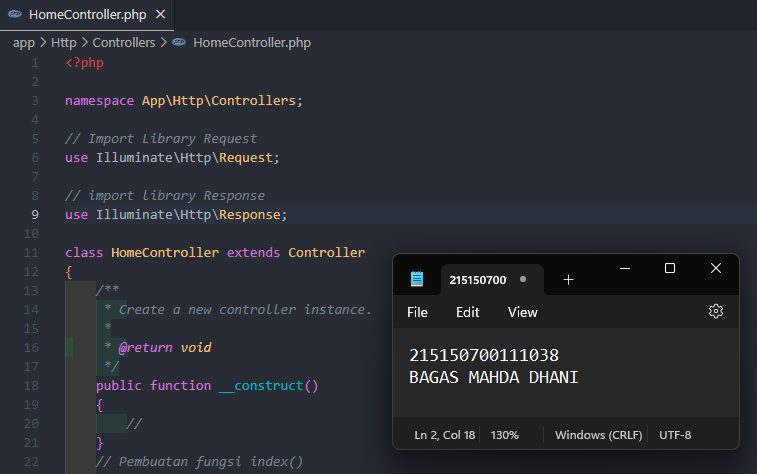 HomeController.php
app > Http > Controllers > HomeController.php
1 <?php
2
3 namespace App\Http\Controllers;
4
5 // Import Library Request
6 use Illuminate\Http\Request;
7
8 // import library Response
9 use Illuminate\Http\Response;
10
11 class HomeController extends Controller
12 {
13 /**
14 * Create a new controller instance.
15 *
16 * @return void
17 */
18 public function __construct()
19 {
20 //
21 }
22 // Pembuatan fungsi index()
215150700
File Edit View
215150700111038
BAGAS MAHDA DHANI
Ln 2, Col 18 130% Windows (CRLF) UTF-8